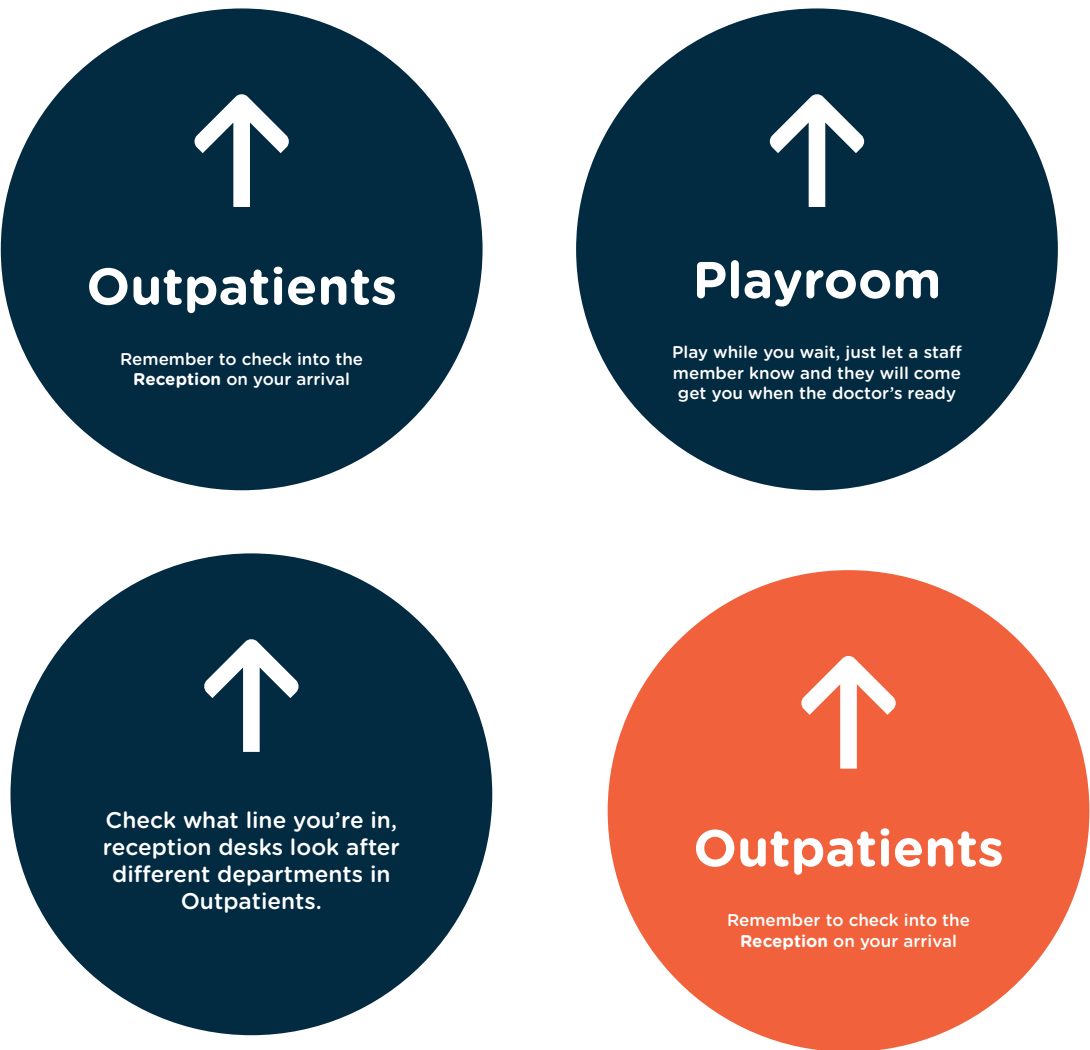 Outpatients
Remember to check into the
Reception on your arrival
Playroom
Play while you wait, just let a staff
member know and they will come
get you when the doctor's ready
Check what line you're in,
reception desks look after
different departments in
Outpatients.
Outpatients
Remember to check into the
Reception on your arrival